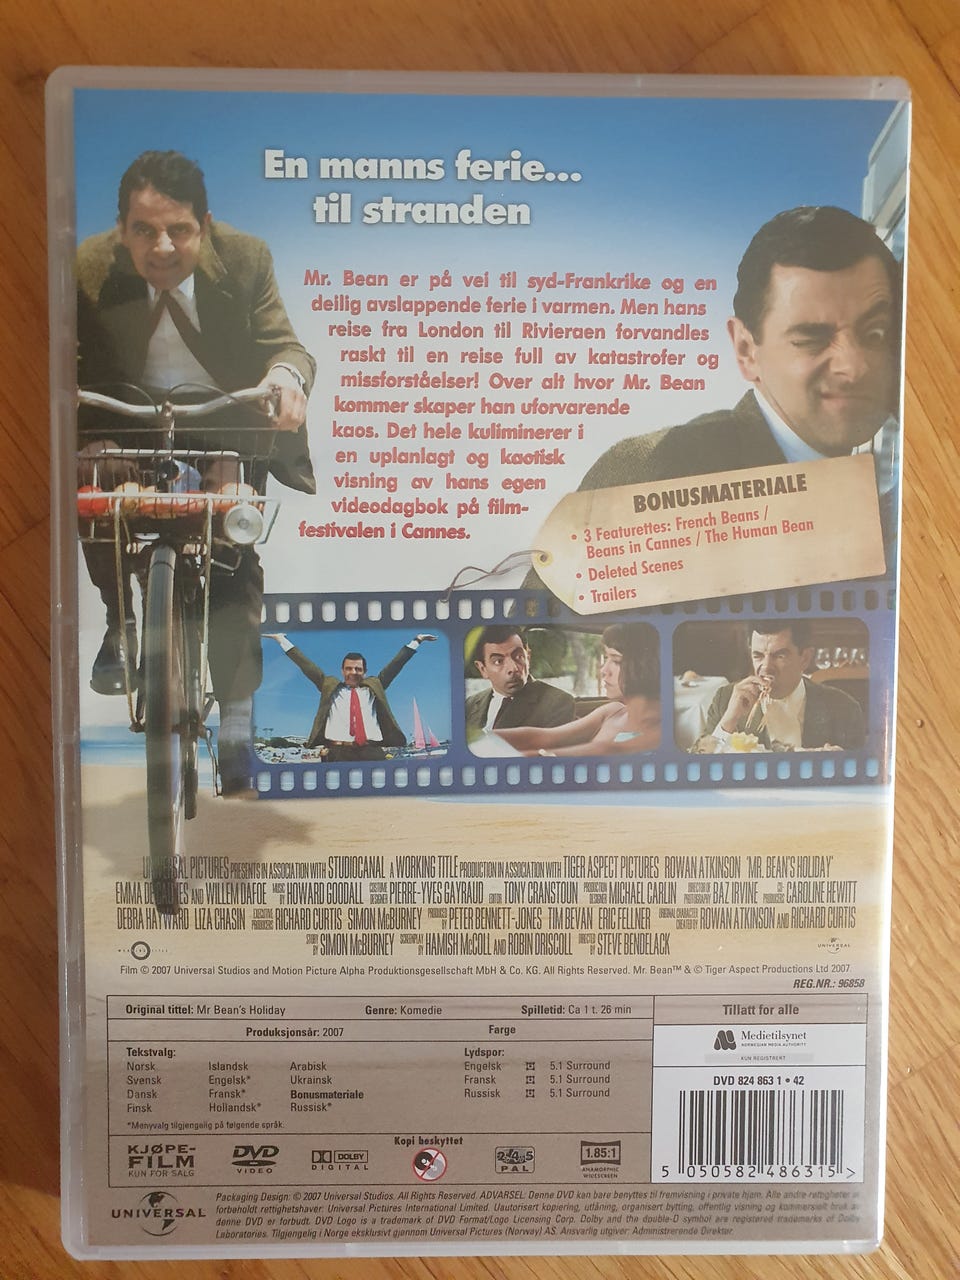 En manns ferie...
til stranden
Mr. Bean er på vei til syd-Frankrike og en
deilig avslappende ferie i varmen. Men hans
reise fra London til Rivieraen forvandles
raskt til en reise full av katastrofer og
missforståelser! Over alt hvor Mr. Bean
kommer skaper han uforvarende
kaos. Det hele kuliminerer i
en uplanlagt og kaotisk
visning av hans egen
videodagbok på film-
festivalen i Cannes.
BONUSMATERIALE
• 3 Featurettes: French Beans /
Beans in Cannes / The Human Bean
• Deleted Scenes
• Trailers
UNIVERSAL PICTURES PRESENTS IN ASSOCIATION WITH STUDIOCANAL A WORKING TITLE PRODUCTION IN ASSOCIATION WITH TIGER ASPECT PICTURES ROWAN ATKINSON 'MR. BEAN'S HOLIDAY'
EMMA DE CAUNES AND WILLEM DAFOE MUSIC BY HOWARD GOODALL COSTUME DESIGNER PIERRE-YVES GAYRAUD EDITOR TONY CRANSTOUN PRODUCTION DESIGNER MICHAEL CARLIN DIRECTOR OF PHOTOGRAPHY BAZ IRVINE CO-PRODUCERS CAROLINE HEWITT
DEBRA HAYWARD LIZA CHASIN EXECUTIVE PRODUCERS RICHARD CURTIS SIMON McBURNEY PRODUCED BY PETER BENNETT-JONES TIM BEVAN ERIC FELLNER ORIGINAL CHARACTER CREATED BY ROWAN ATKINSON AND RICHARD CURTIS
STORY BY SIMON McBURNEY SCREENPLAY BY HAMISH McCOLL AND ROBIN DRISCOLL DIRECTED BY STEVE BENDELACK
UNIVERSAL
Film © 2007 Universal Studios and Motion Picture Alpha Produktionsgesellschaft MbH & Co. KG. All Rights Reserved. Mr. Bean™ & © Tiger Aspect Productions Ltd 2007.
REG.NR.: 96858
Original tittel: Mr Bean's Holiday Genre: Komedie Spilletid: Ca 1 t. 26 min
Produksjonsår: 2007 Farge
Tillatt for alle
Medietilsynet
NORWEGIAN MEDIA AUTHORITY
KUN REGISTRERT
Tekstvalg: Lydspor:
Norsk Islandsk Arabisk Engelsk 5.1 Surround
Svensk Engelsk* Ukrainsk Fransk 5.1 Surround
Dansk Fransk* Bonusmateriale Russisk 5.1 Surround
Finsk Hollandsk* Russisk*
*Menyvalg tilgjengelig på følgende språk.
DVD 824 863 1 • 42
5 050582 486315 >
Kopi beskyttet
KJØPE-
FILM
KUN FOR SALG
DVD
VIDEO
DOLBY
DIGITAL
2 4 5
PAL
1.85:1
ANAMORPHIC
WIDESCREEN
UNIVERSAL
Packaging Design: © 2007 Universal Studios. All Rights Reserved. ADVARSEL: Denne DVD kan bare benyttes til fremvisning i private hjem. Alle andre rettigheter er
forbeholdt rettighetshaver: Universal Pictures International Limited. Uautorisert kopiering, utlåning, organisert bytting, offentlig visning og kommersiell bruk av
denne DVD er forbudt. DVD Logo is a trademark of DVD Format/Logo Licensing Corp. Dolby and the double-D symbol are registered trademarks of Dolby
Laboratories. Tilgjengelig i Norge eksklusivt gjennom Universal Pictures (Norway) AS. Ansvarlig utgiver: Administrerende Direktør.